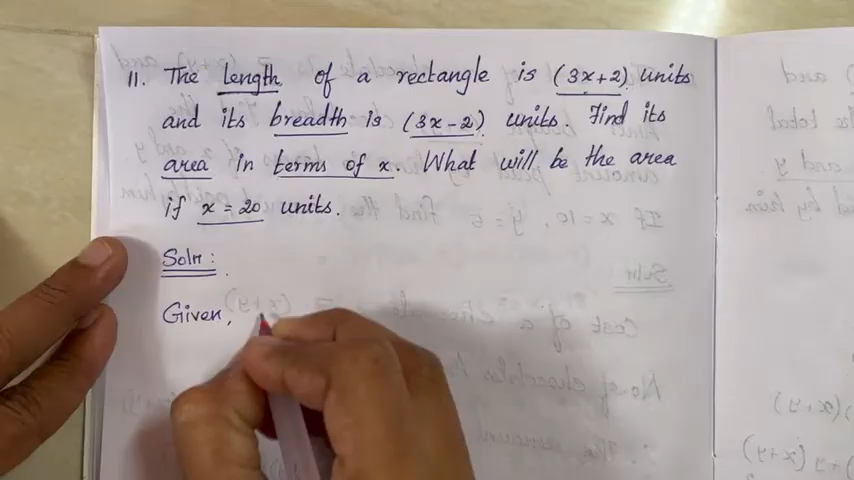 11. The length of a rectangle is (3x+2) units
and its breadth is (3x-2) units. Find its
area in terms of x. What will be the area
if x = 20 units.
Soln:
Given,